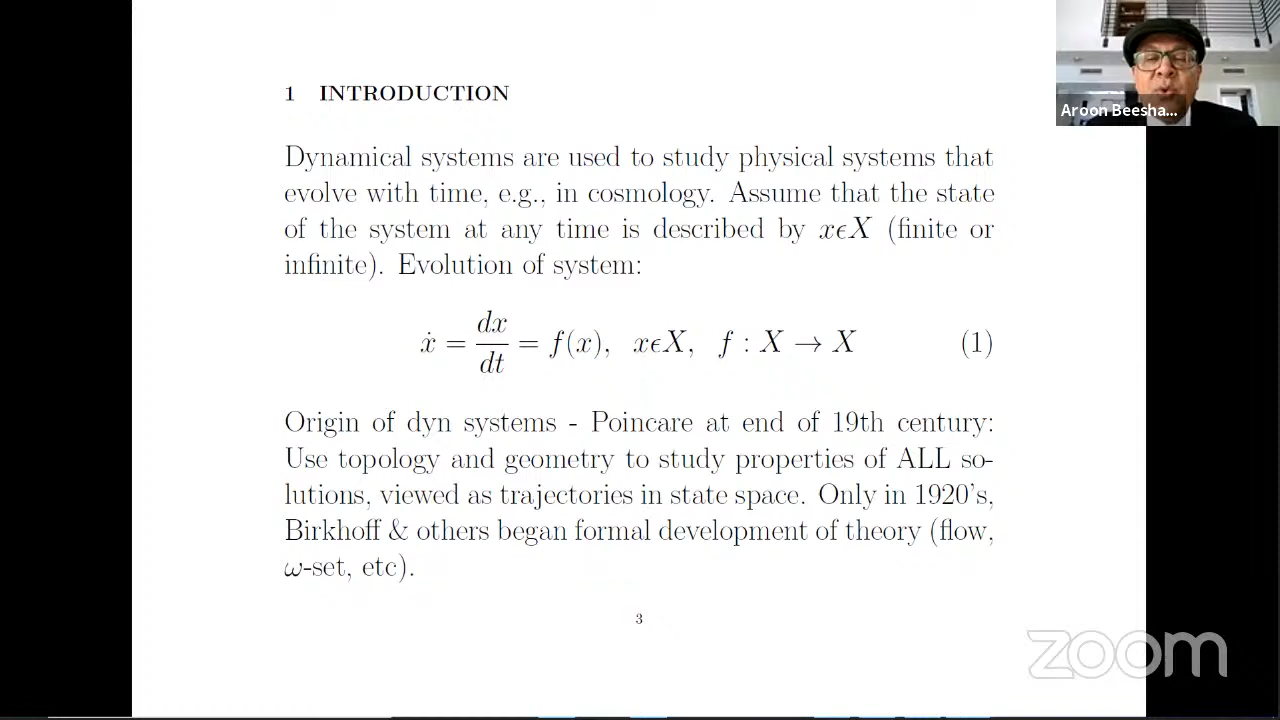 1 INTRODUCTION
Dynamical systems are used to study physical systems that
evolve with time, e.g., in cosmology. Assume that the state
of the system at any time is described by xϵX (finite or
infinite). Evolution of system:
ẋ = dx/dt = f(x), xϵX, f : X → X (1)
Origin of dyn systems - Poincare at end of 19th century:
Use topology and geometry to study properties of ALL so-
lutions, viewed as trajectories in state space. Only in 1920's,
Birkhoff & others began formal development of theory (flow,
ω-set, etc).
3
Aroon Beesha...
zoom